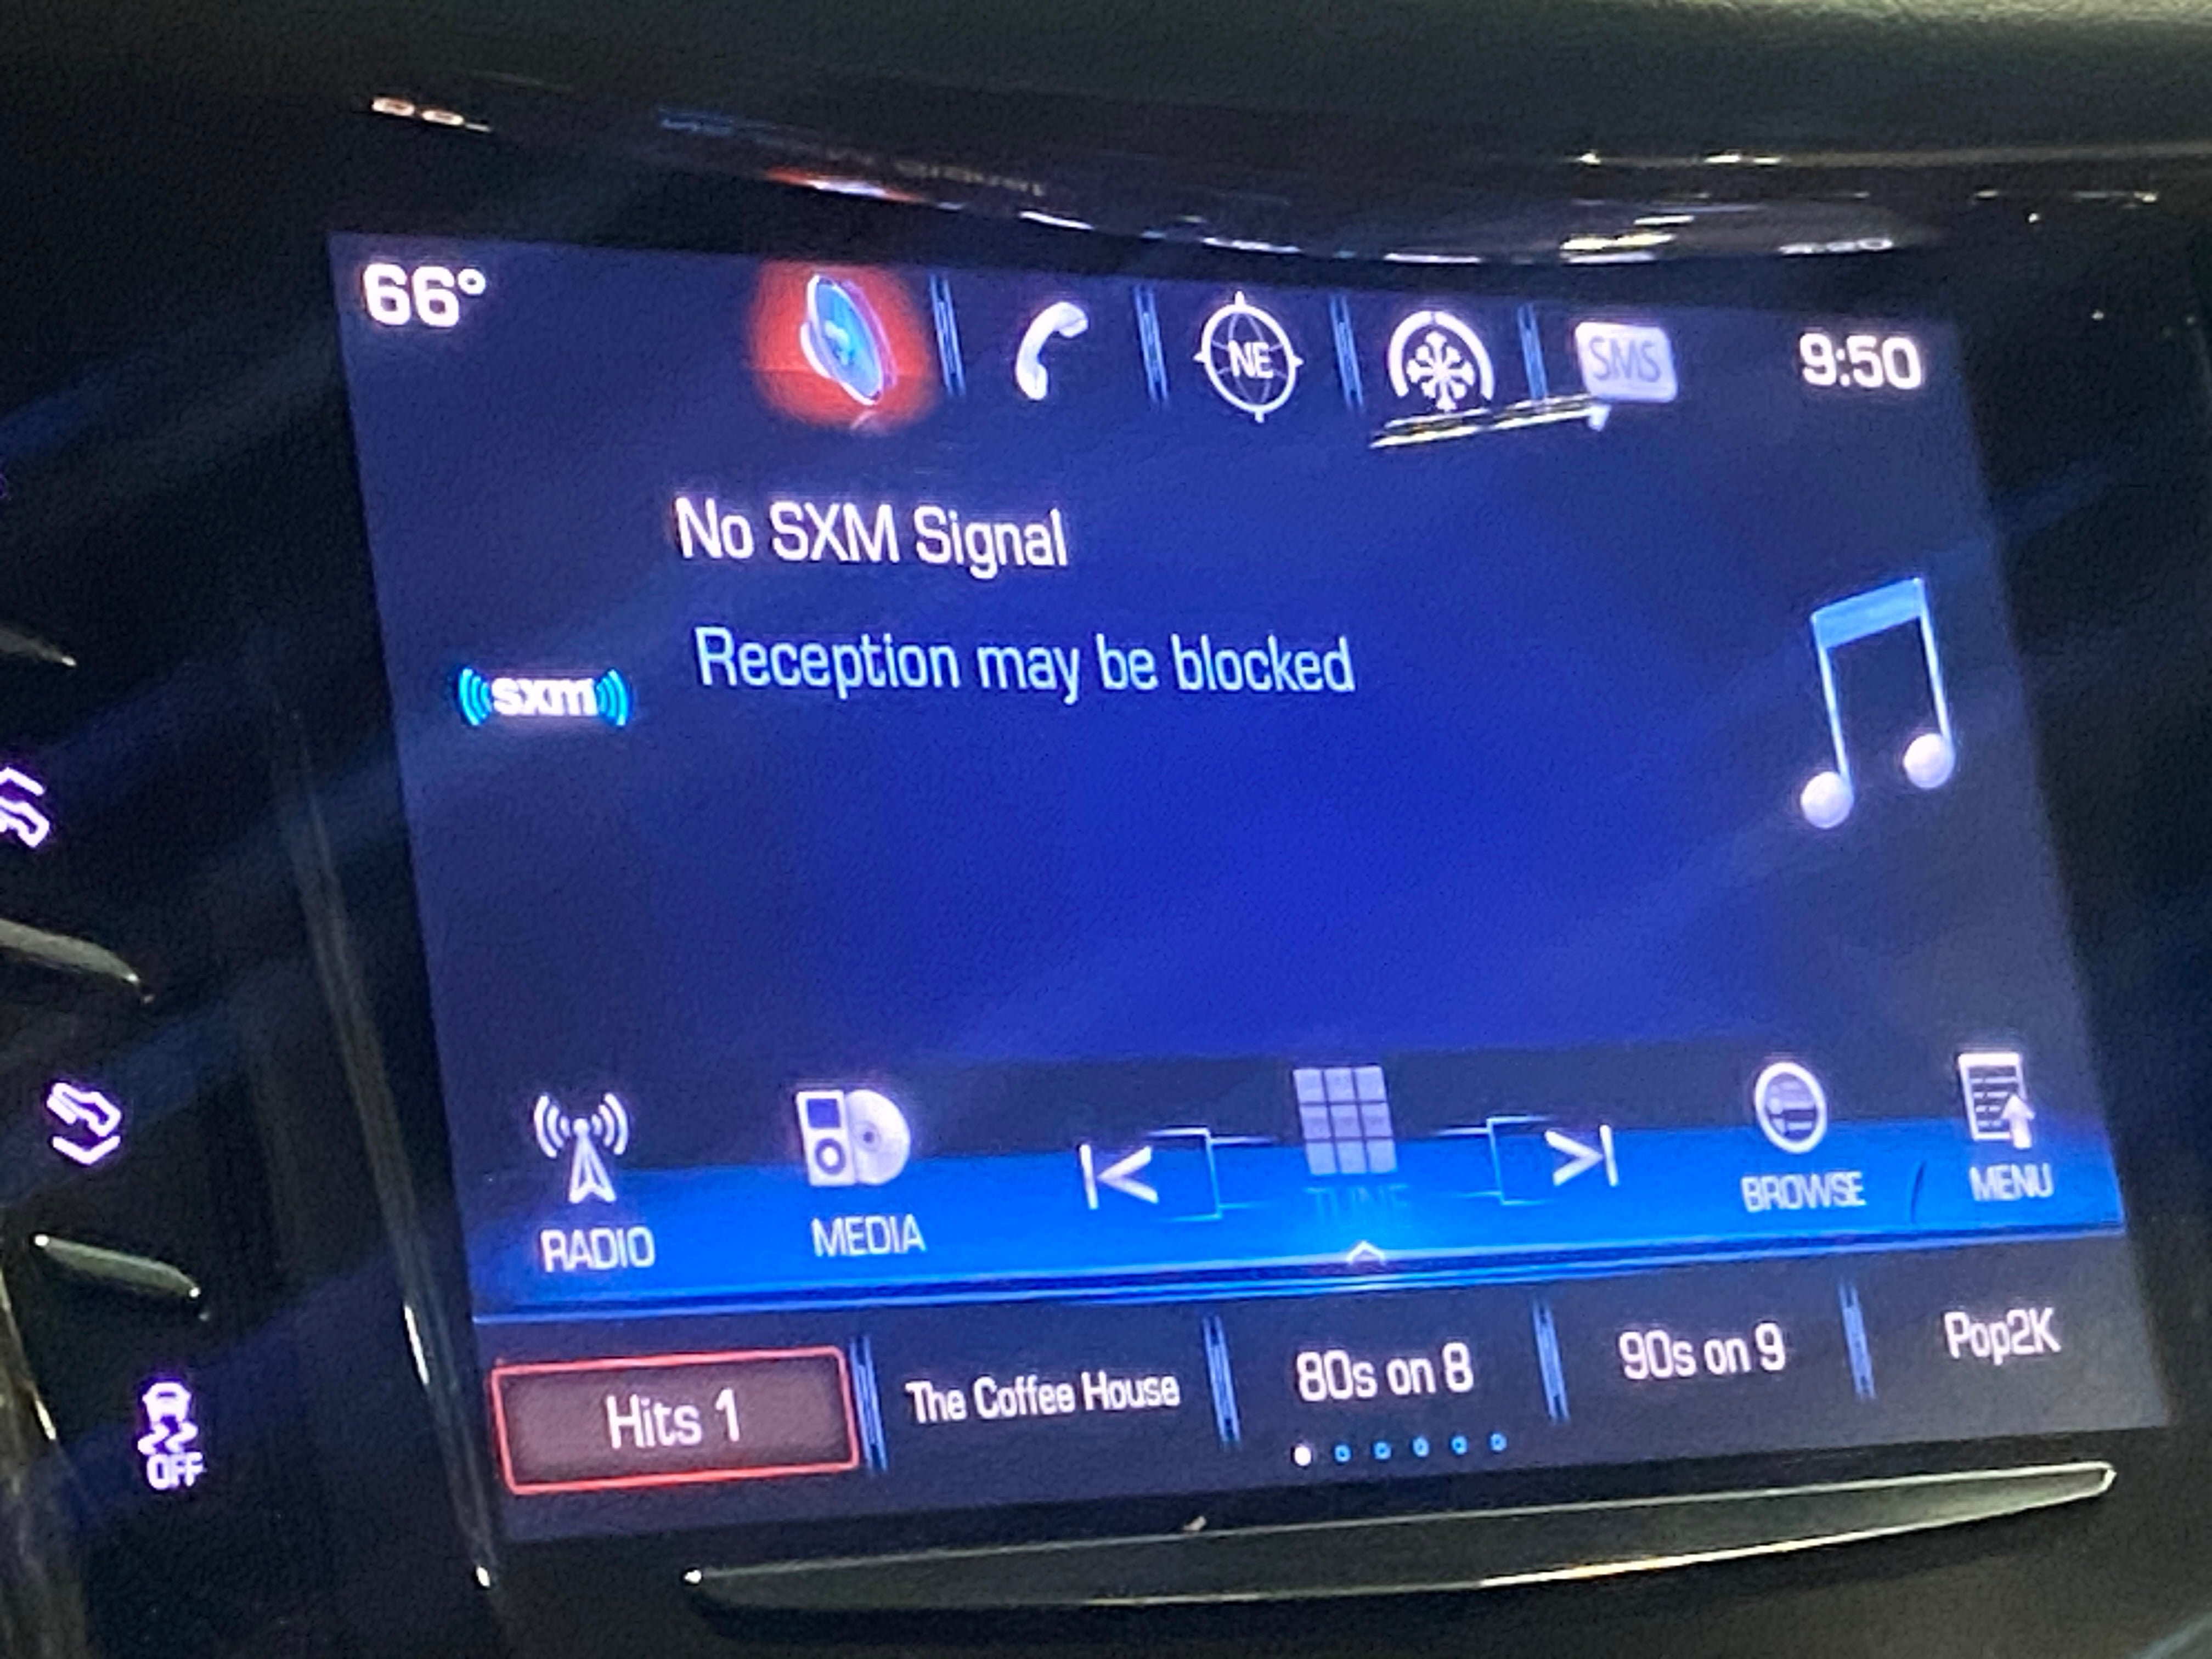 66°
NE
SMS
9:50
No SXM Signal
Reception may be blocked
sxm
RADIO
MEDIA
TUNE
BROWSE
MENU
Hits 1
The Coffee House
80s on 8
90s on 9
Pop2K
OFF